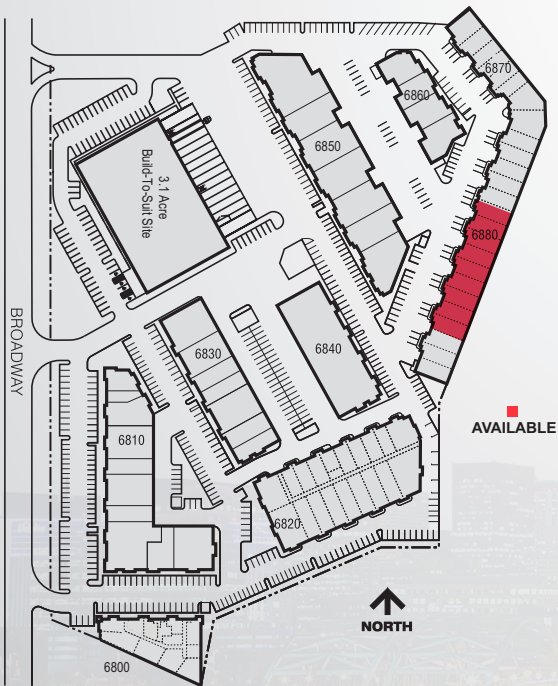 6870
6860
6850
3.1 Acre
Build-To-Suit Site
6880
BROADWAY
6840
6830
AVAILABLE
6810
6820
NORTH
6800